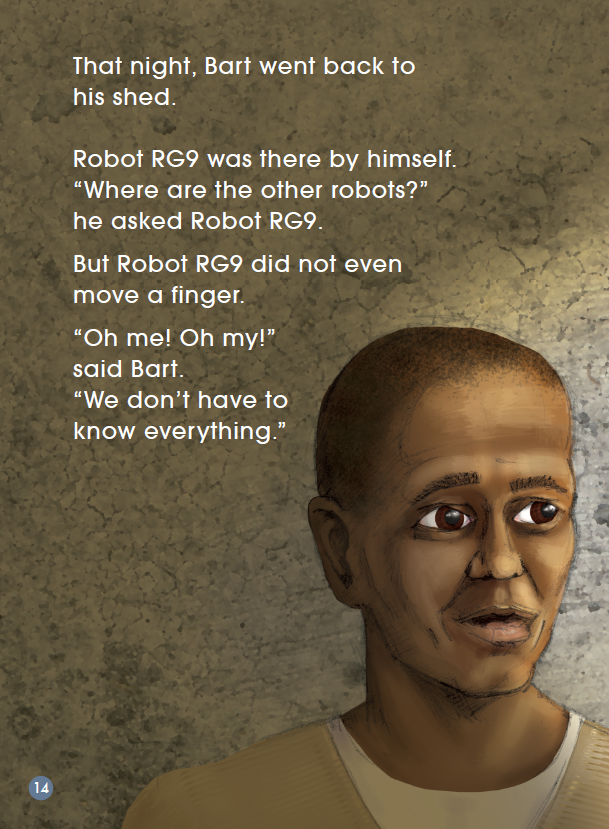 That night, Bart went back to
his shed.
Robot RG9 was there by himself.
“Where are the other robots?”
he asked Robot RG9.
But Robot RG9 did not even
move a finger.
“Oh me! Oh my!”
said Bart.
“We don’t have to
know everything.”
14